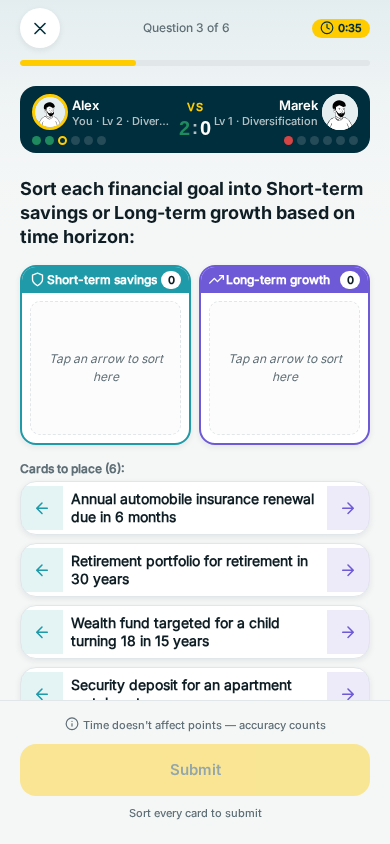 Question 3 of 6
0:35
Alex
You · Lv 2 · Diver...
VS
2:0
Marek
Lv 1 · Diversification
Sort each financial goal into Short-term
savings or Long-term growth based on
time horizon:
Short-term savings 0
Long-term growth 0
Tap an arrow to sort
here
Tap an arrow to sort
here
Cards to place (6):
Annual automobile insurance renewal
due in 6 months
Retirement portfolio for retirement in
30 years
Wealth fund targeted for a child
turning 18 in 15 years
Security deposit for an apartment
Time doesn't affect points — accuracy counts
Submit
Sort every card to submit